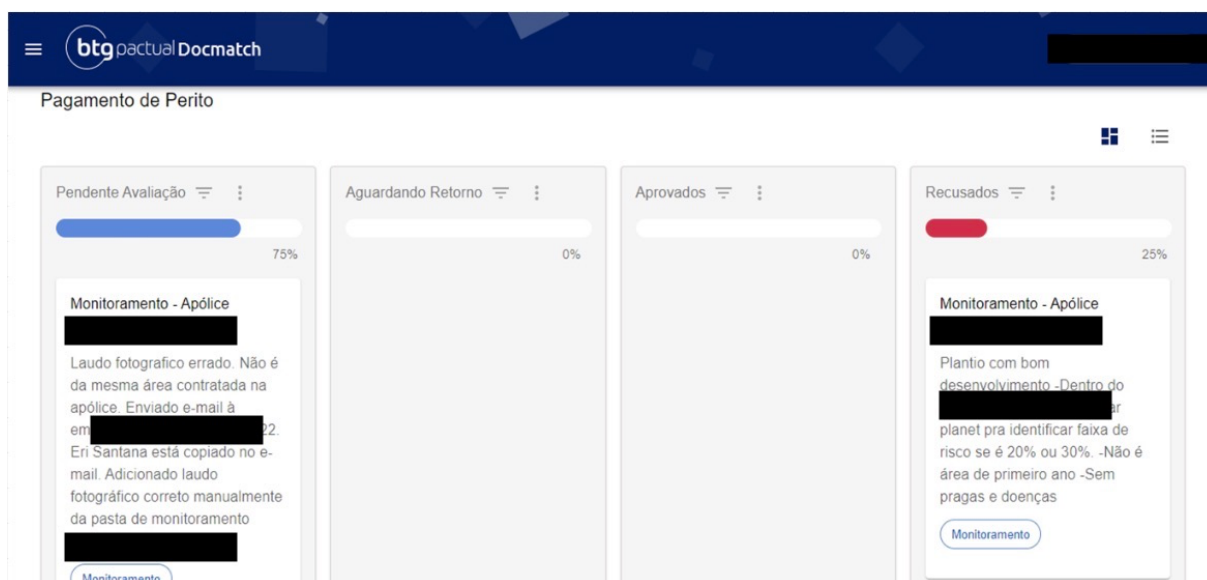 btg pactual Docmatch
Pagamento de Perito
Pendente Avaliação
75%
Monitoramento - Apólice
Laudo fotografico errado. Não é
da mesma área contratada na
apólice. Enviado e-mail à
em 22.
Eri Santana está copiado no e-
mail. Adicionado laudo
fotográfico correto manualmente
da pasta de monitoramento
Monitoramento
Aguardando Retorno
0%
Aprovados
0%
Recusados
25%
Monitoramento - Apólice
Plantio com bom
desenvolvimento -Dentro do
ar
planet pra identificar faixa de
risco se é 20% ou 30%. -Não é
área de primeiro ano -Sem
pragas e doenças
Monitoramento